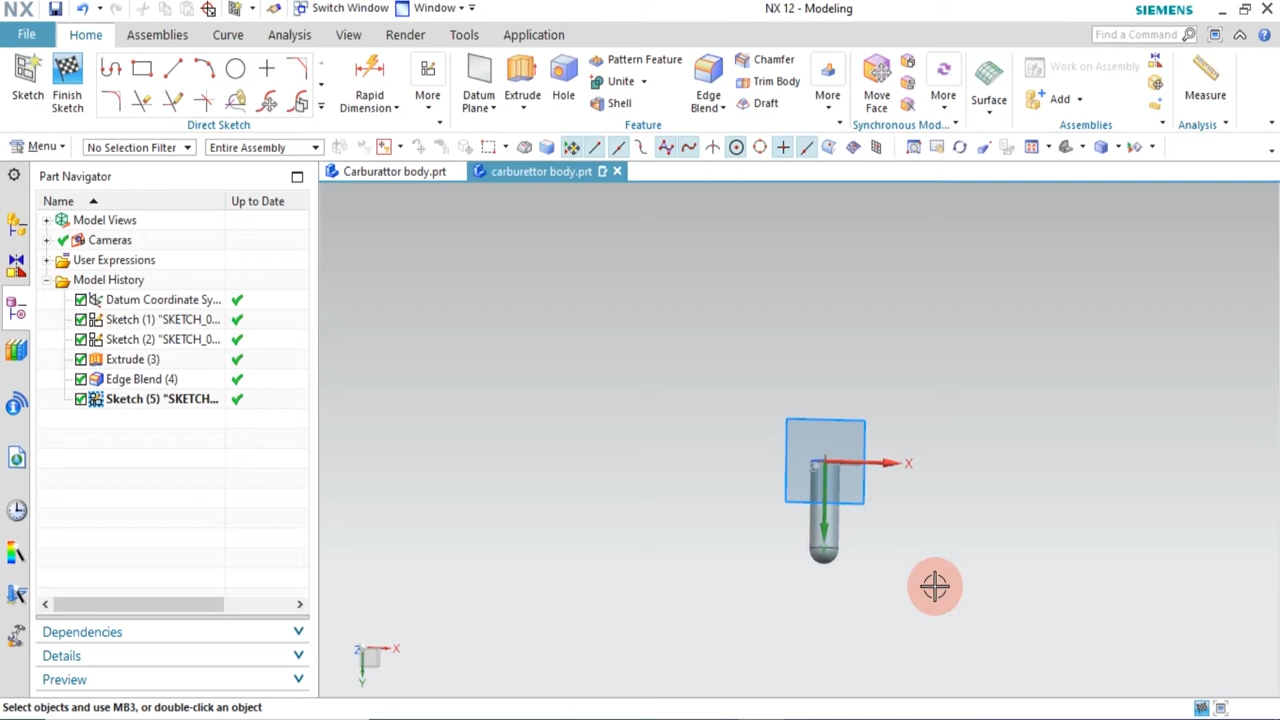 NX
Switch Window
Window
NX 12 - Modeling
SIEMENS
File
Home
Assemblies
Curve
Analysis
View
Render
Tools
Application
Find a Command
Sketch
Finish
Sketch
Direct Sketch
Rapid
Dimension
More
Datum
Plane
Extrude
Hole
Pattern Feature
Unite
Shell
Edge
Blend
Chamfer
Trim Body
Draft
More
Feature
Move
Face
More
Synchronous Mod...
Surface
Work on Assembly
Add
Assemblies
Measure
Analysis
Menu
No Selection Filter
Entire Assembly
Part Navigator
Carburattor body.prt
carburettor body.prt
Name
Up to Date
Model Views
Cameras
User Expressions
Model History
Datum Coordinate Sy...
Sketch (1) "SKETCH_0...
Sketch (2) "SKETCH_0...
Extrude (3)
Edge Blend (4)
Sketch (5) "SKETCH...
X
Y
Z
X
Y
Dependencies
Details
Preview
Select objects and use MB3, or double-click an object